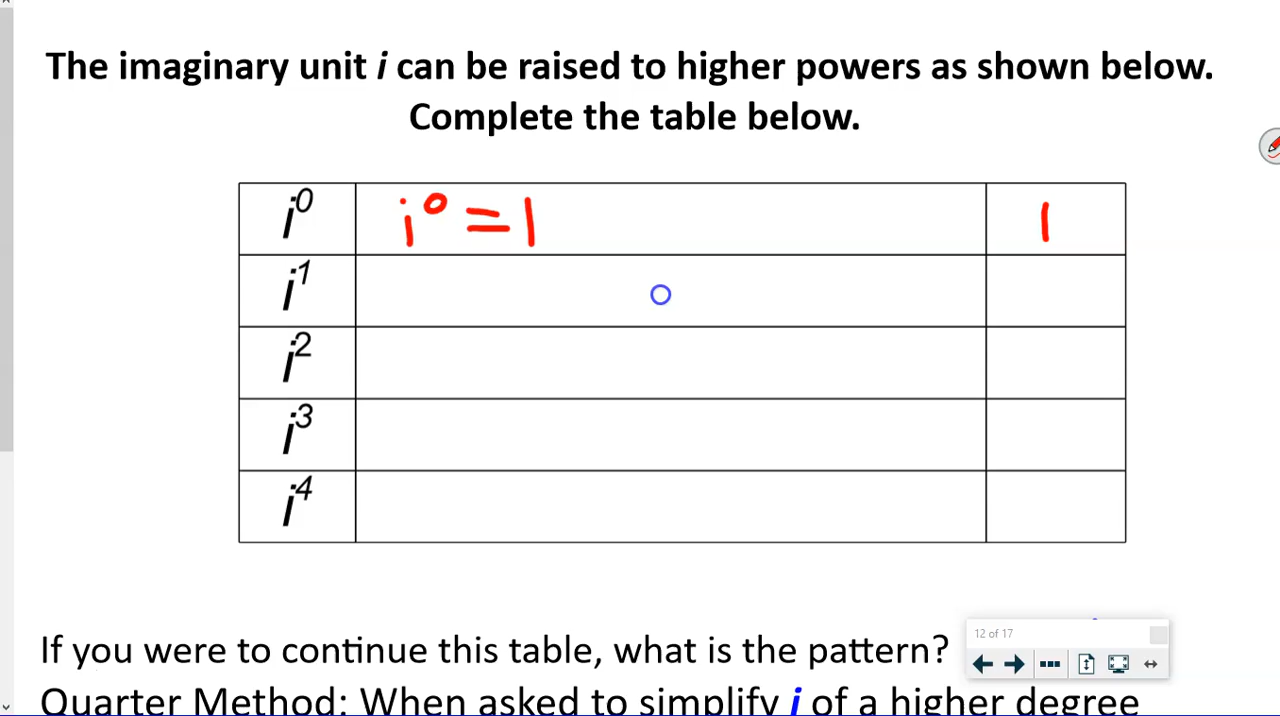 The imaginary unit i can be raised to higher powers as shown below.
Complete the table below.
i⁰ i⁰ = 1 1
i¹
i²
i³
i⁴
If you were to continue this table, what is the pattern?
12 of 17
Quarter Method: When asked to simplify i of a higher degree